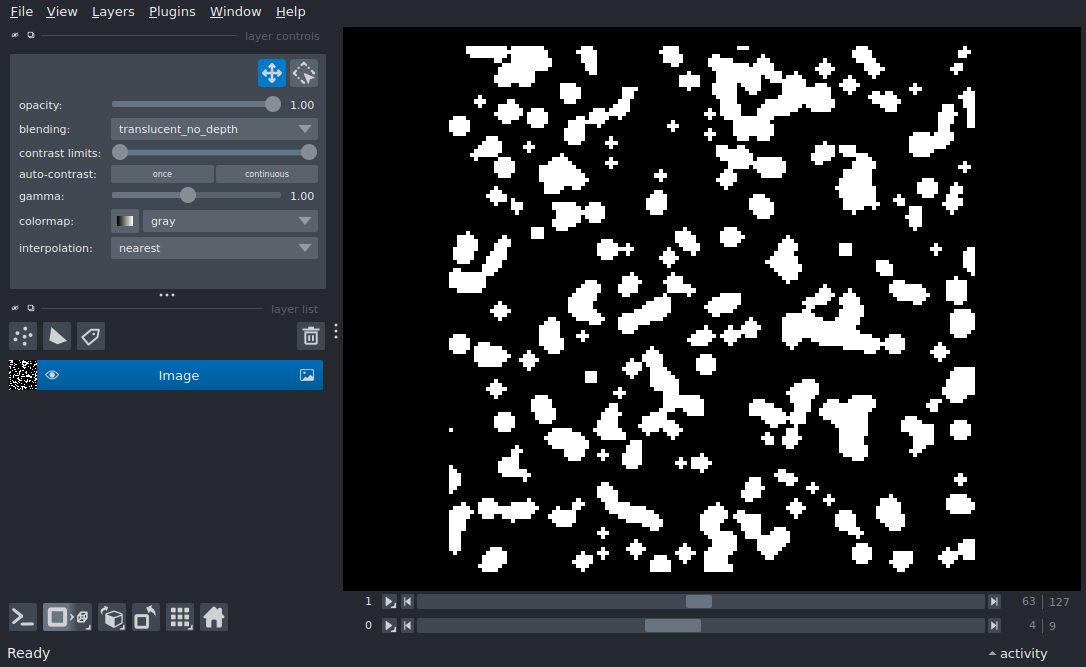 File View Layers Plugins Window Help
layer controls
opacity: 1.00
blending: translucent_no_depth
contrast limits:
auto-contrast: once continuous
gamma: 1.00
colormap: gray
interpolation: nearest
layer list
Image
1 63 127
0 4 9
Ready activity